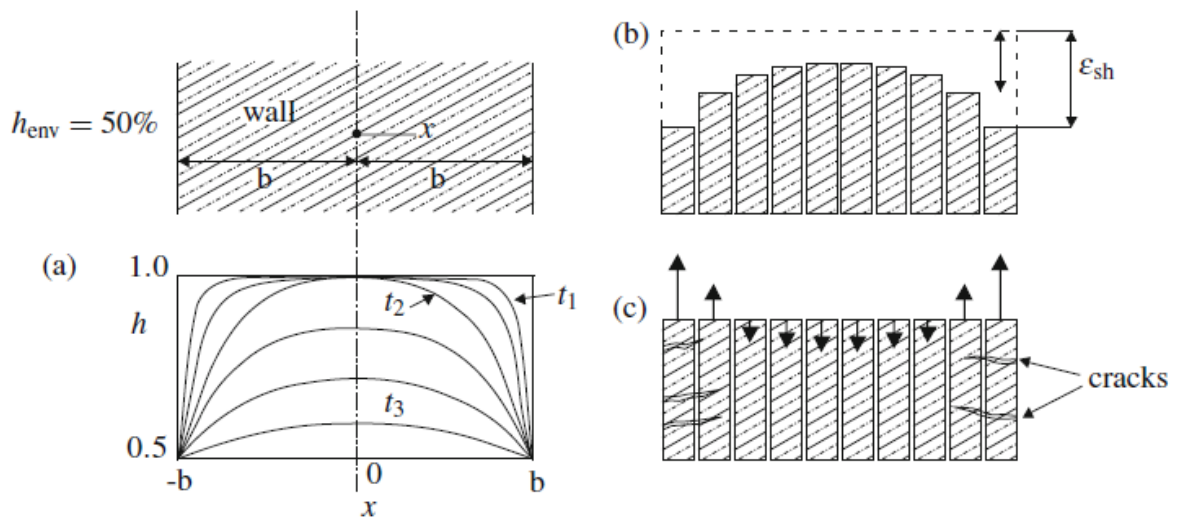 h_env = 50%
wall
x
b b
(a)
1.0
h
0.5
t_1
t_2
t_3
-b 0 b
x
(b)
ε_sh
(c)
cracks